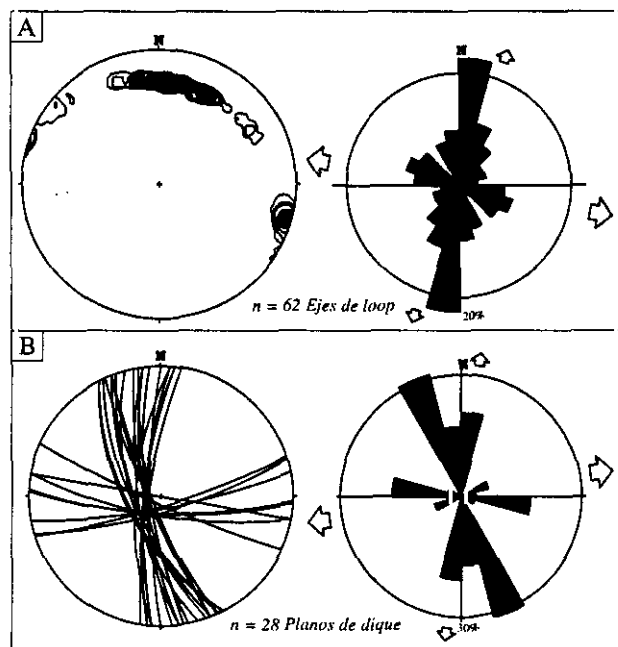 A
N
N
n = 62 Ejes de loop
20%
B
N
N
n = 28 Planos de dique
30%